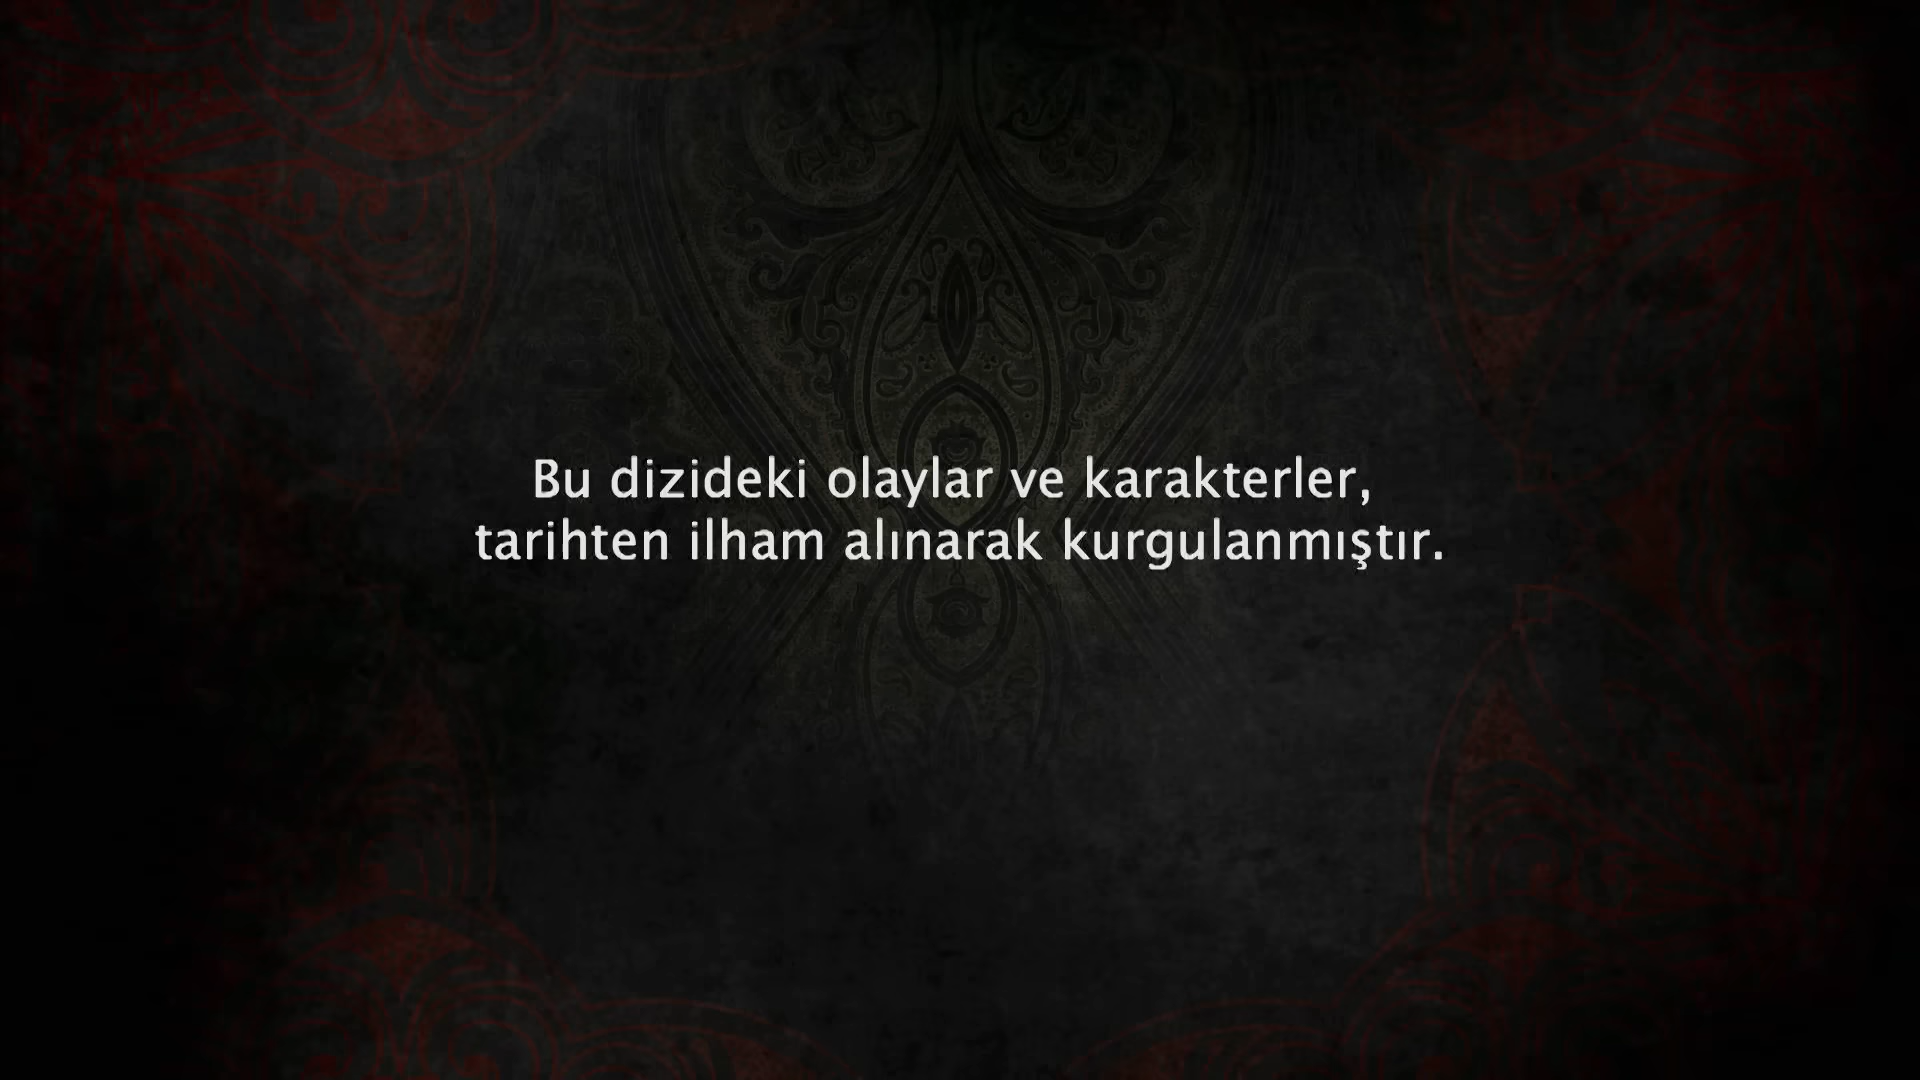 Bu dizideki olaylar ve karakterler,
tarihten ilham alınarak kurgulanmıştır.